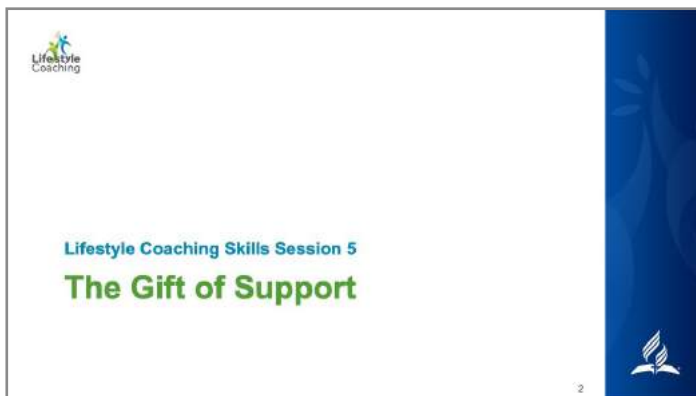 Lifestyle
Coaching
Lifestyle Coaching Skills Session 5
The Gift of Support
2